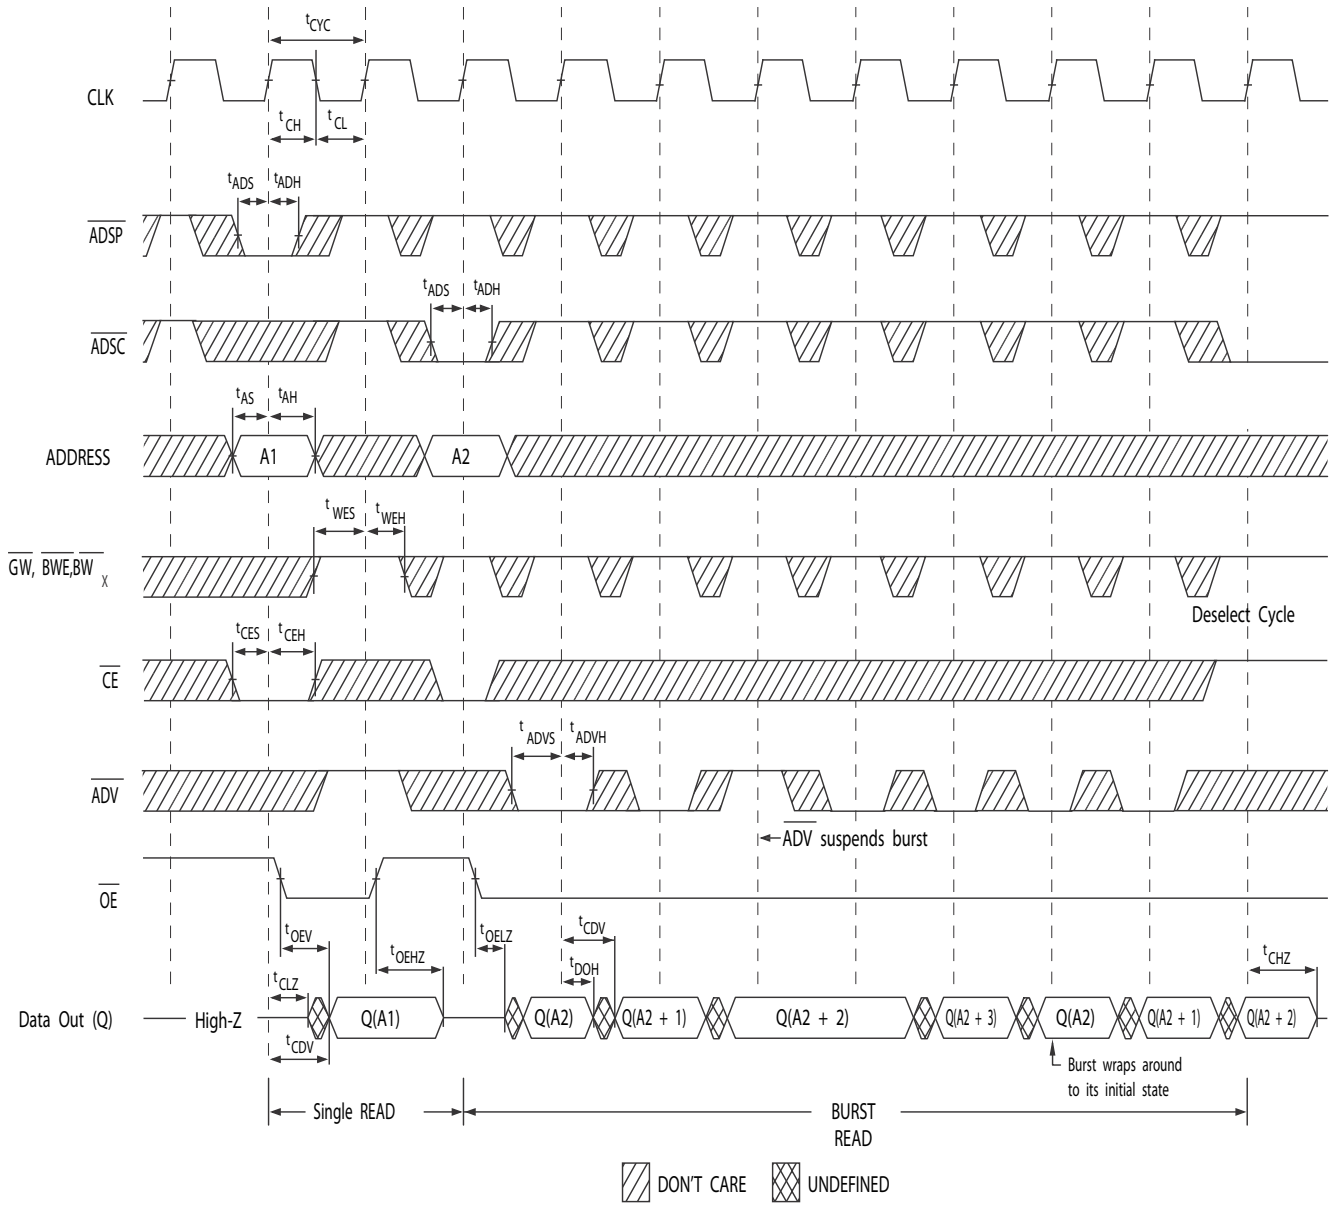 tCYC
CLK
tCH
tCL
tADS
tADH
ADSP
tADS
tADH
ADSC
tAS
tAH
ADDRESS
A1
A2
tWES
tWEH
GW, BWE,BW X
Deselect Cycle
tCES
tCEH
CE
tADVS
tADVH
ADV
ADV suspends burst
OE
tOEV
tOEHZ
tOELZ
tCDV
tCLZ
tDOH
tCHZ
Data Out (Q)
High-Z
Q(A1)
Q(A2)
Q(A2 + 1)
Q(A2 + 2)
Q(A2 + 3)
Q(A2)
Q(A2 + 1)
Q(A2 + 2)
tCDV
Burst wraps around
to its initial state
Single READ
BURST
READ
DON'T CARE
UNDEFINED